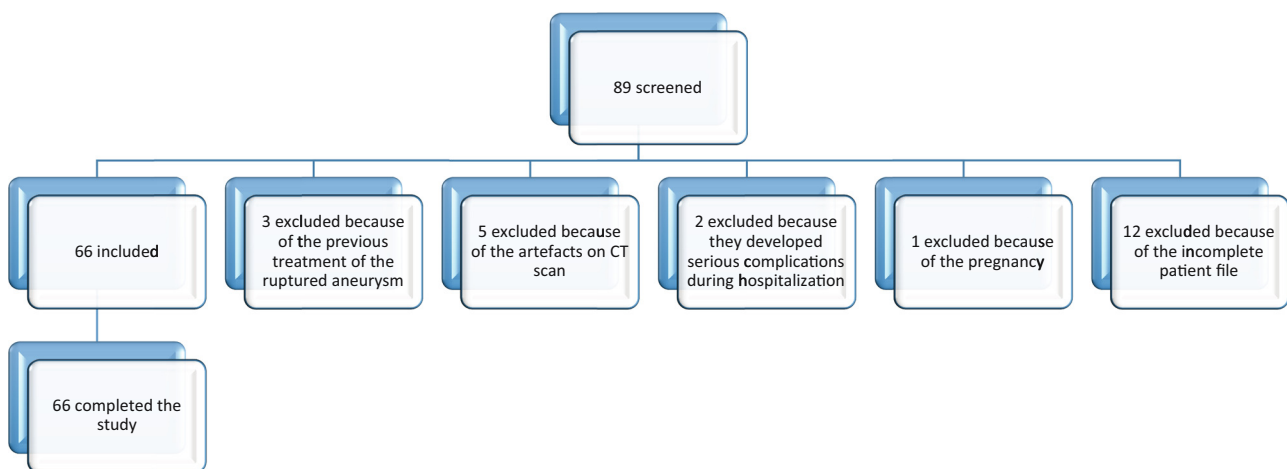 89 screened
66 included
3 excluded because
of the previous
treatment of the
ruptured aneurysm
5 excluded because
of the artefacts on CT
scan
2 excluded because
they developed
serious complications
during hospitalization
1 excluded because
of the pregnancy
12 excluded because
of the incomplete
patient file
66 completed the
study